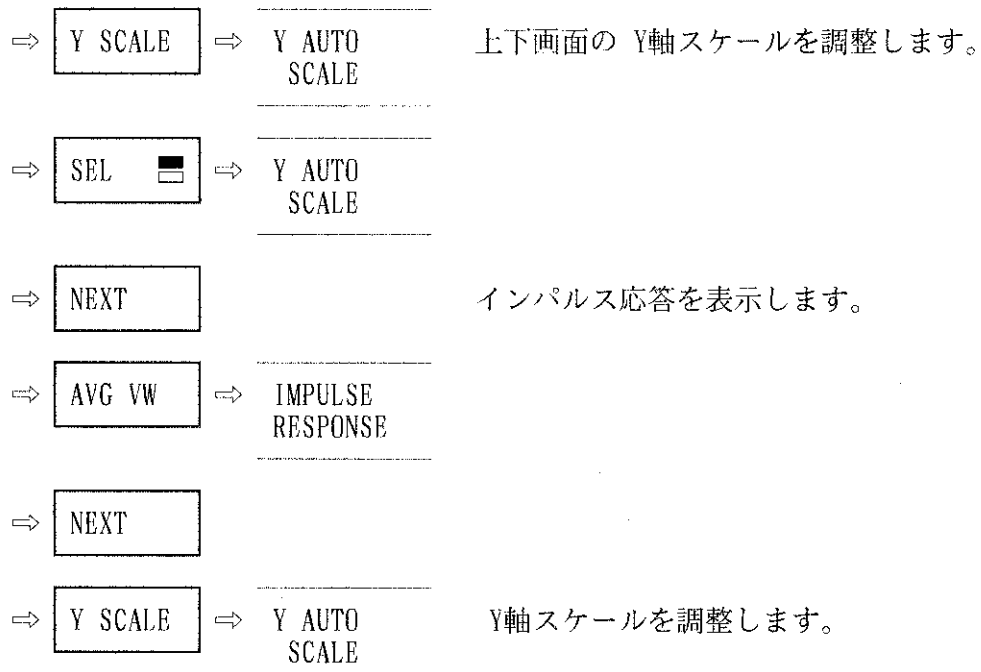 ⇒ Y SCALE ⇒ Y AUTO 上下画面の Y軸スケールを調整します。
SCALE
⇒ SEL ⇒ Y AUTO
SCALE
⇒ NEXT インパルス応答を表示します。
⇒ AVG VW ⇒ IMPULSE
RESPONSE
⇒ NEXT
⇒ Y SCALE ⇒ Y AUTO Y軸スケールを調整します。
SCALE